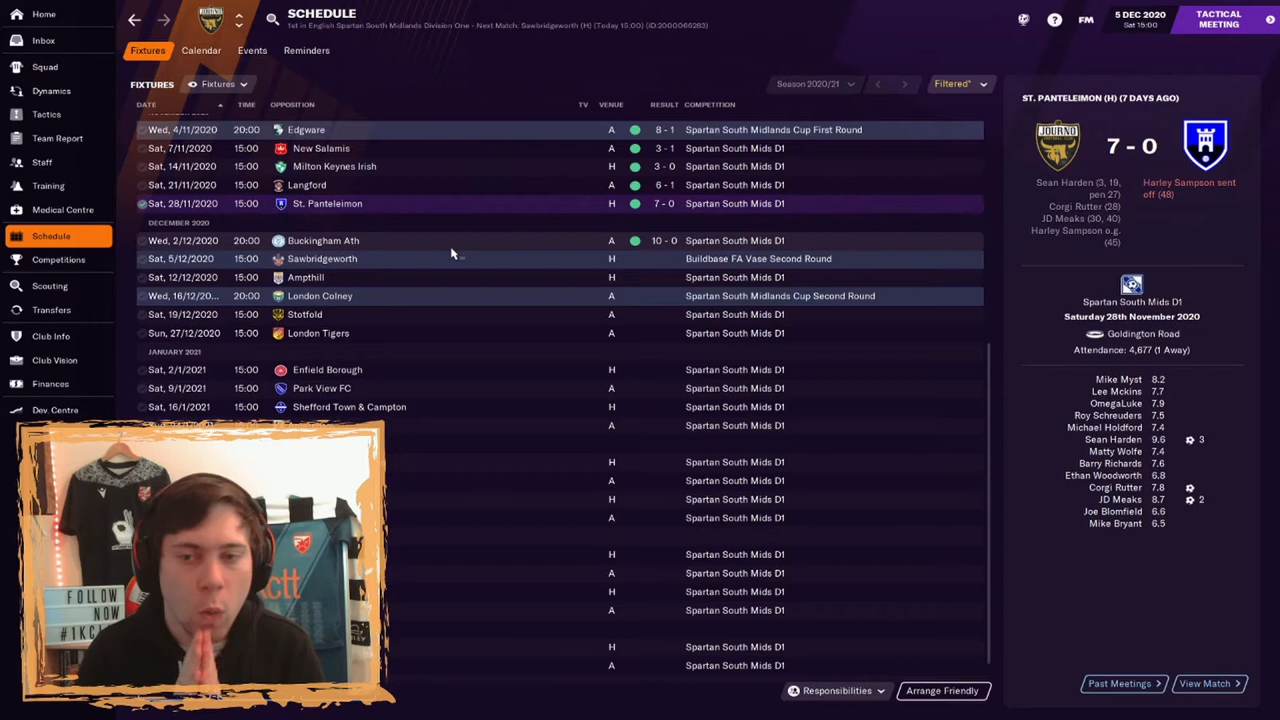 Home
Inbox
Squad
Dynamics
Tactics
Team Report
Staff
Training
Medical Centre
Schedule
Competitions
Scouting
Transfers
Club Info
Club Vision
Finances
Dev. Centre
SCHEDULE
1st in English Spartan South Midlands Division One - Next Match: Sawbridgeworth (H) (Today 15.00) (ID:2000066283)
FM
5 DEC 2020
Sat 15:00
TACTICAL MEETING
Fixtures Calendar Events Reminders
FIXTURES Fixtures Season 2020/21 Filtered*
DATE TIME OPPOSITION TV VENUE RESULT COMPETITION
Wed, 4/11/2020 20:00 Edgware A 8 - 1 Spartan South Midlands Cup First Round
Sat, 7/11/2020 15:00 New Salamis A 3 - 1 Spartan South Mids D1
Sat, 14/11/2020 15:00 Milton Keynes Irish H 3 - 0 Spartan South Mids D1
Sat, 21/11/2020 15:00 Langford A 6 - 1 Spartan South Mids D1
Sat, 28/11/2020 15:00 St. Panteleimon H 7 - 0 Spartan South Mids D1
DECEMBER 2020
Wed, 2/12/2020 20:00 Buckingham Ath A 10 - 0 Spartan South Mids D1
Sat, 5/12/2020 15:00 Sawbridgeworth H Buildbase FA Vase Second Round
Sat, 12/12/2020 15:00 Ampthill H Spartan South Mids D1
Wed, 16/12/20... 20:00 London Colney A Spartan South Midlands Cup Second Round
Sat, 19/12/2020 15:00 Stotfold A Spartan South Mids D1
Sun, 27/12/2020 15:00 London Tigers A Spartan South Mids D1
JANUARY 2021
Sat, 2/1/2021 15:00 Enfield Borough H Spartan South Mids D1
Sat, 9/1/2021 15:00 Park View FC A Spartan South Mids D1
Sat, 16/1/2021 15:00 Shefford Town & Campton H Spartan South Mids D1
A Spartan South Mids D1
H Spartan South Mids D1
A Spartan South Mids D1
H Spartan South Mids D1
A Spartan South Mids D1
H Spartan South Mids D1
A Spartan South Mids D1
H Spartan South Mids D1
A Spartan South Mids D1
H Spartan South Mids D1
A Spartan South Mids D1
Responsibilities
Arrange Friendly
ST. PANTELEIMON (H) (7 DAYS AGO)
JOURNO
7 - 0
Sean Harden (3, 19, pen 27)
Corgi Rutter (28)
JD Meaks (30, 40)
Harley Sampson o.g. (45)
Harley Sampson sent off (48)
Spartan South Mids D1
Saturday 28th November 2020
Goldington Road
Attendance: 4,677 (1 Away)
Mike Myst 8.2
Lee Mckins 7.7
OmegaLuke 7.9
Roy Schreuders 7.5
Michael Holdford 7.4
Sean Harden 9.6 3
Matty Wolfe 7.4
Barry Richards 7.6
Ethan Woodworth 6.8
Corgi Rutter 7.8
JD Meaks 8.7 2
Joe Blomfield 6.6
Mike Bryant 6.5
Past Meetings
View Match
FOLLOW
NOW
#1KCL